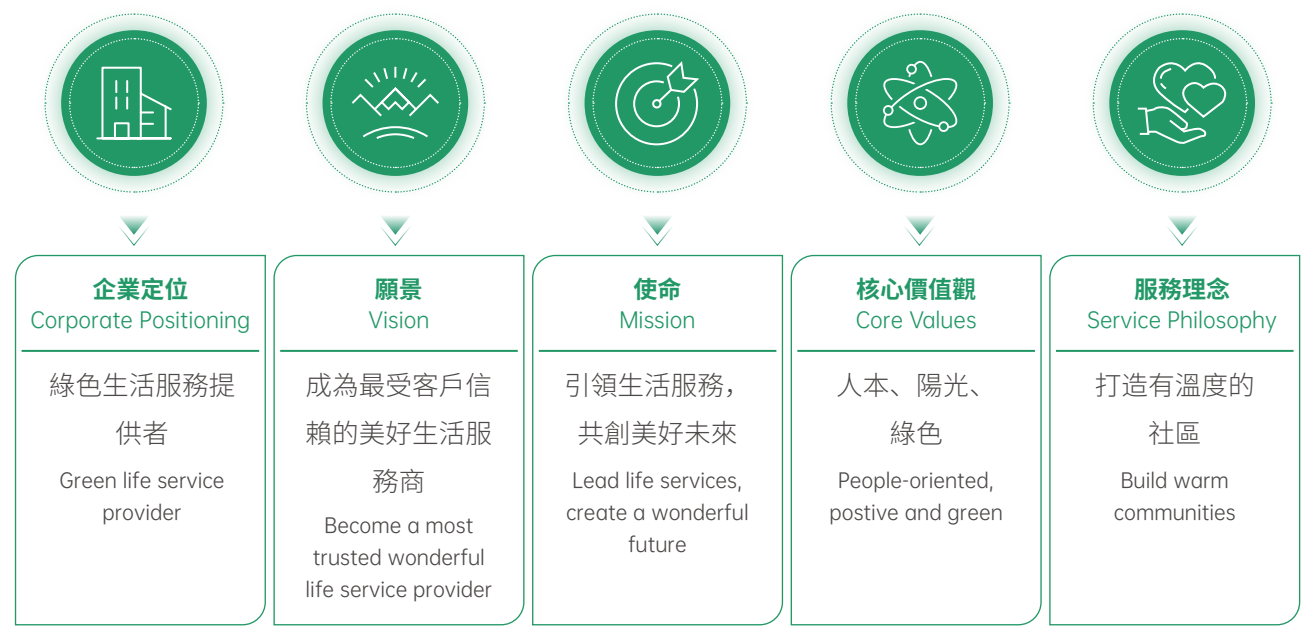 企業定位
Corporate Positioning
綠色生活服務提
供者
Green life service
provider
願景
Vision
成為最受客戶信
賴的美好生活服
務商
Become a most
trusted wonderful
life service provider
使命
Mission
引領生活服務，
共創美好未來
Lead life services,
create a wonderful
future
核心價值觀
Core Values
人本、陽光、
綠色
People-oriented,
postive and green
服務理念
Service Philosophy
打造有溫度的
社區
Build warm
communities